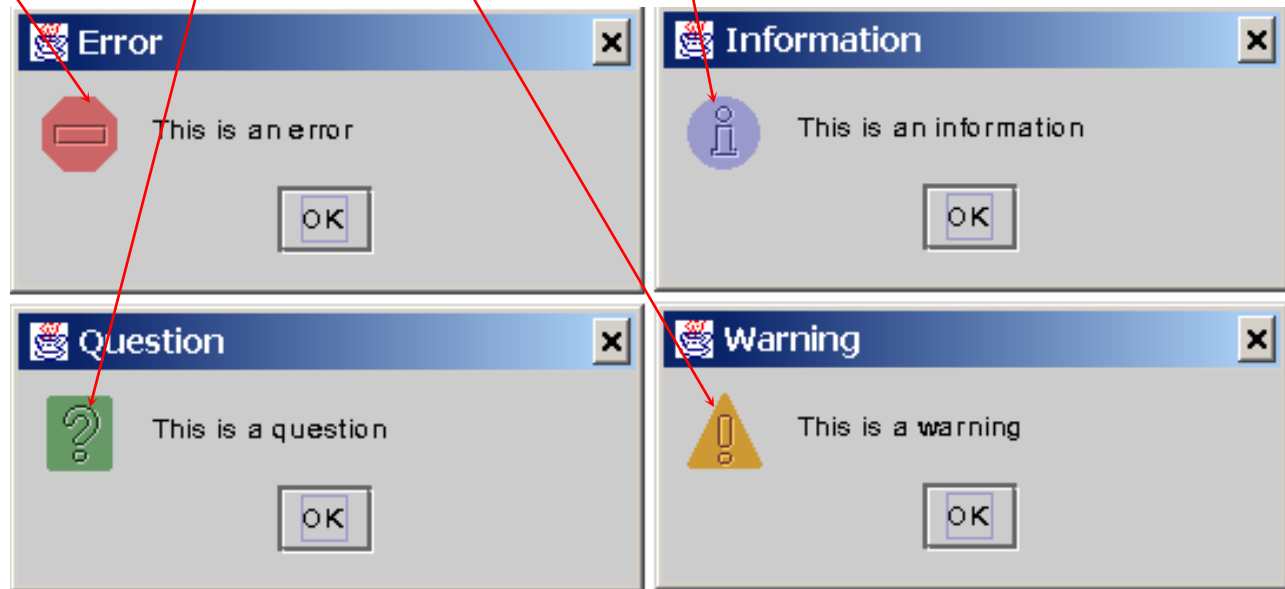 Error
This is an error
OK
Information
This is an information
OK
Question
This is a question
OK
Warning
This is a warning
OK